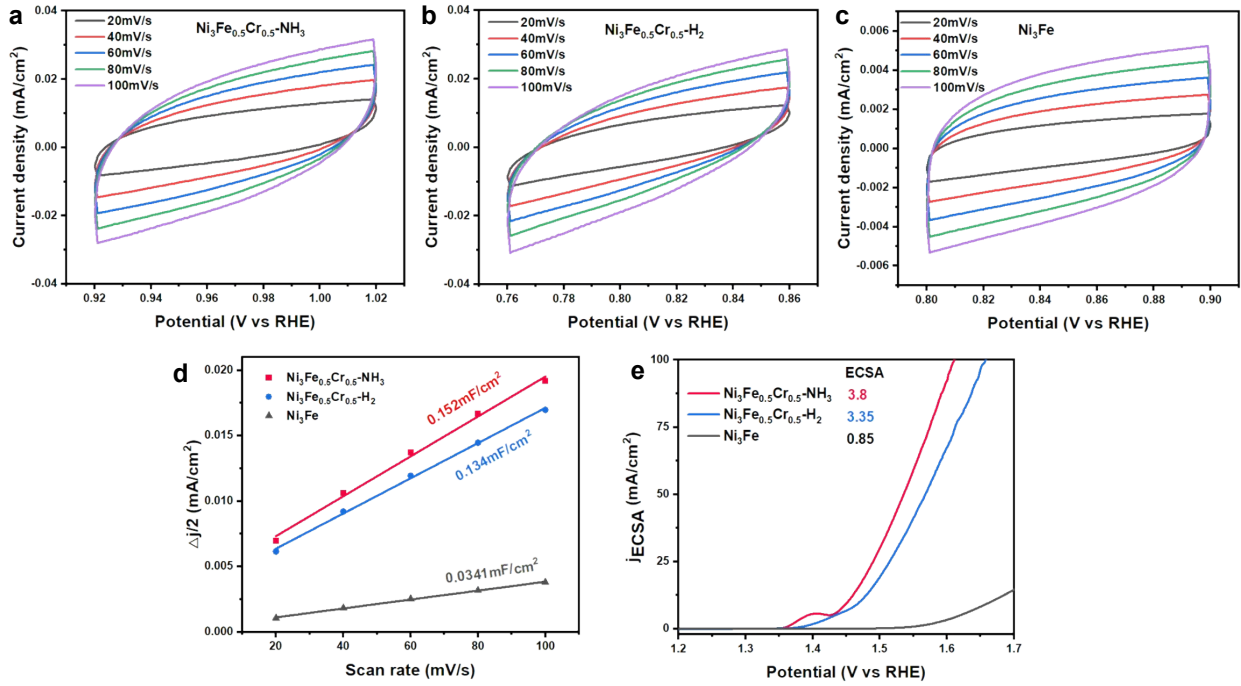 a
Ni₃Fe₀.₅Cr₀.₅-NH₃
20mV/s
40mV/s
60mV/s
80mV/s
100mV/s
Current density (mA/cm²)
0.04
0.02
0.00
-0.02
-0.04
0.92 0.94 0.96 0.98 1.00 1.02
Potential (V vs RHE)
b
Ni₃Fe₀.₅Cr₀.₅-H₂
20mV/s
40mV/s
60mV/s
80mV/s
100mV/s
Current density (mA/cm²)
0.04
0.02
0.00
-0.02
-0.04
0.76 0.78 0.80 0.82 0.84 0.86
Potential (V vs RHE)
c
Ni₃Fe
20mV/s
40mV/s
60mV/s
80mV/s
100mV/s
Current density (mA/cm²)
0.006
0.004
0.002
0.000
-0.002
-0.004
-0.006
0.80 0.82 0.84 0.86 0.88 0.90
Potential (V vs RHE)
d
Ni₃Fe₀.₅Cr₀.₅-NH₃
Ni₃Fe₀.₅Cr₀.₅-H₂
Ni₃Fe
0.152mF/cm²
0.134mF/cm²
0.0341mF/cm²
△j/2 (mA/cm²)
0.020
0.015
0.010
0.005
0.000
20 40 60 80 100
Scan rate (mV/s)
e
ECSA
Ni₃Fe₀.₅Cr₀.₅-NH₃ 3.8
Ni₃Fe₀.₅Cr₀.₅-H₂ 3.35
Ni₃Fe 0.85
jECSA (mA/cm²)
100
75
50
25
0
1.2 1.3 1.4 1.5 1.6 1.7
Potential (V vs RHE)